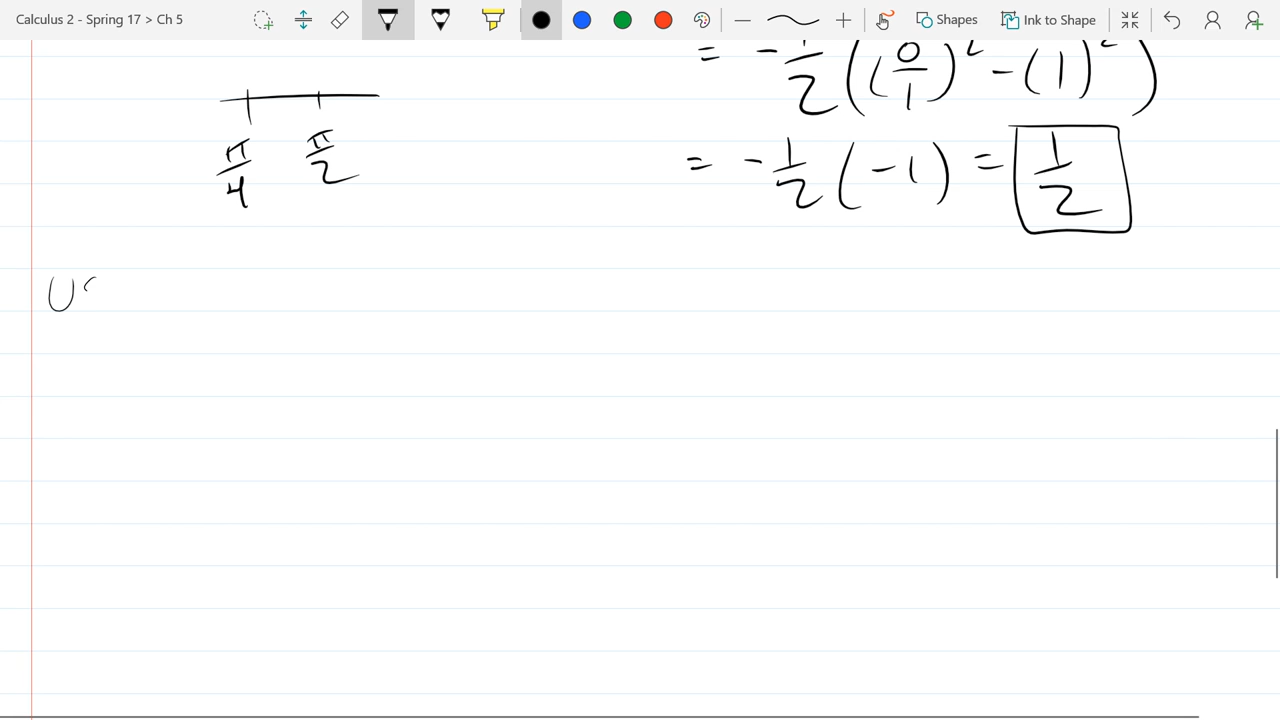 Calculus 2 - Spring 17 > Ch 5
Shapes
Ink to Shape
= -1/2 ((0/1)² - (1)²)
π/4 π/2
= -1/2 (-1) = 1/2
U